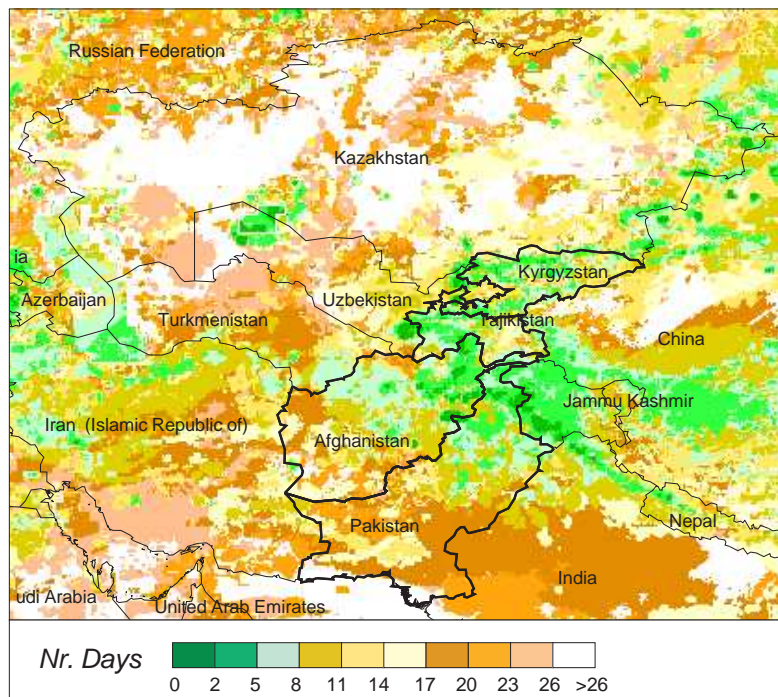 Russian Federation
Kazakhstan
ia
Kyrgyzstan
Azerbaijan
Uzbekistan
Turkmenistan
Tajikistan
China
Jammu Kashmir
Iran (Islamic Republic of)
Afghanistan
Pakistan
Nepal
India
udi Arabia
United Arab Emirates
Nr. Days
0 2 5 8 11 14 17 20 23 26 >26